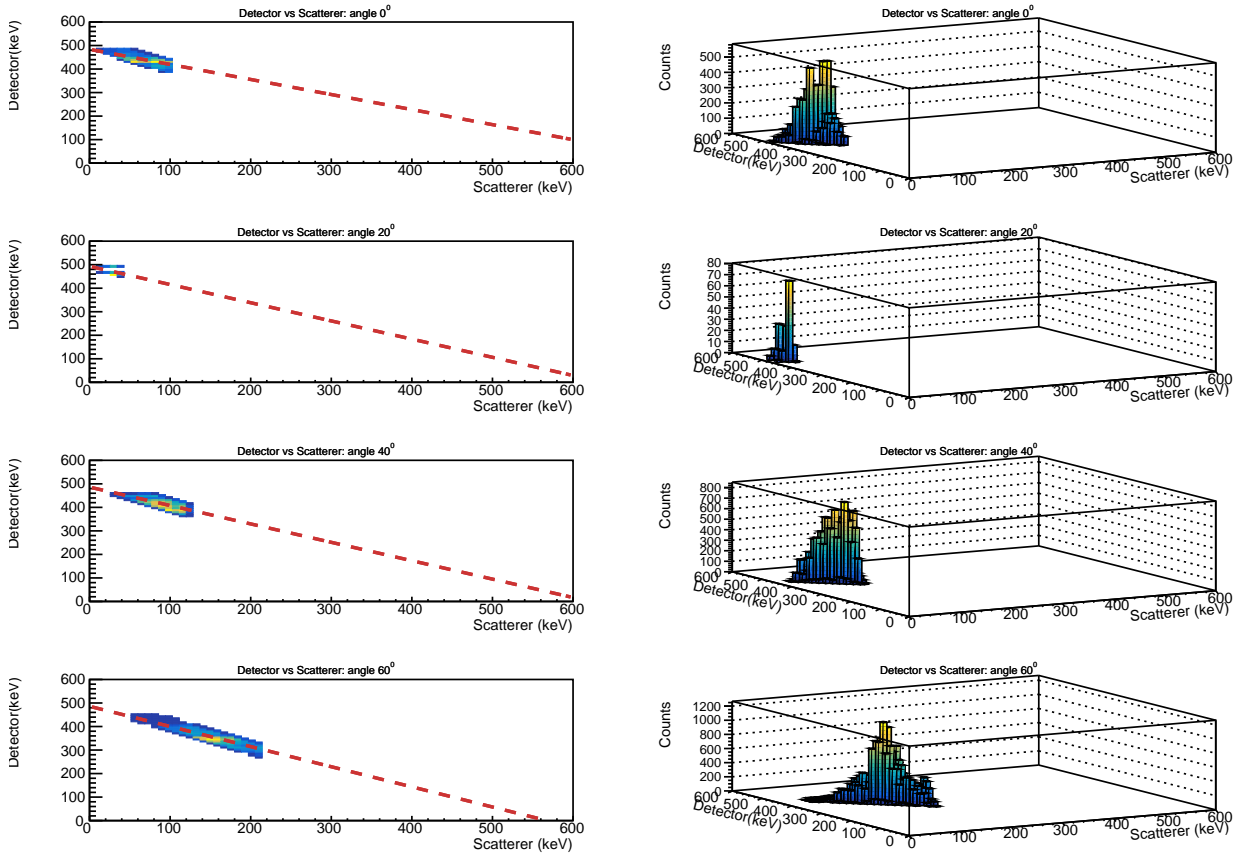 Detector vs Scatterer: angle 0⁰
Detector(keV)
600
500
400
300
200
100
0
0 100 200 300 400 500 600
Scatterer (keV)
Detector vs Scatterer: angle 0⁰
Counts
500
400
300
200
100
0
600 500 400 300 200 100 0
Detector(keV)
0 100 200 300 400 500 600
Scatterer (keV)
Detector vs Scatterer: angle 20⁰
Detector(keV)
600
500
400
300
200
100
0
0 100 200 300 400 500 600
Scatterer (keV)
Detector vs Scatterer: angle 20⁰
Counts
80
70
60
50
40
30
20
10
0
600 500 400 300 200 100 0
Detector(keV)
0 100 200 300 400 500 600
Scatterer (keV)
Detector vs Scatterer: angle 40⁰
Detector(keV)
600
500
400
300
200
100
0
0 100 200 300 400 500 600
Scatterer (keV)
Detector vs Scatterer: angle 40⁰
Counts
800
700
600
500
400
300
200
100
0
600 500 400 300 200 100 0
Detector(keV)
0 100 200 300 400 500 600
Scatterer (keV)
Detector vs Scatterer: angle 60⁰
Detector(keV)
600
500
400
300
200
100
0
0 100 200 300 400 500 600
Scatterer (keV)
Detector vs Scatterer: angle 60⁰
Counts
1200
1000
800
600
400
200
0
600 500 400 300 200 100 0
Detector(keV)
0 100 200 300 400 500 600
Scatterer (keV)